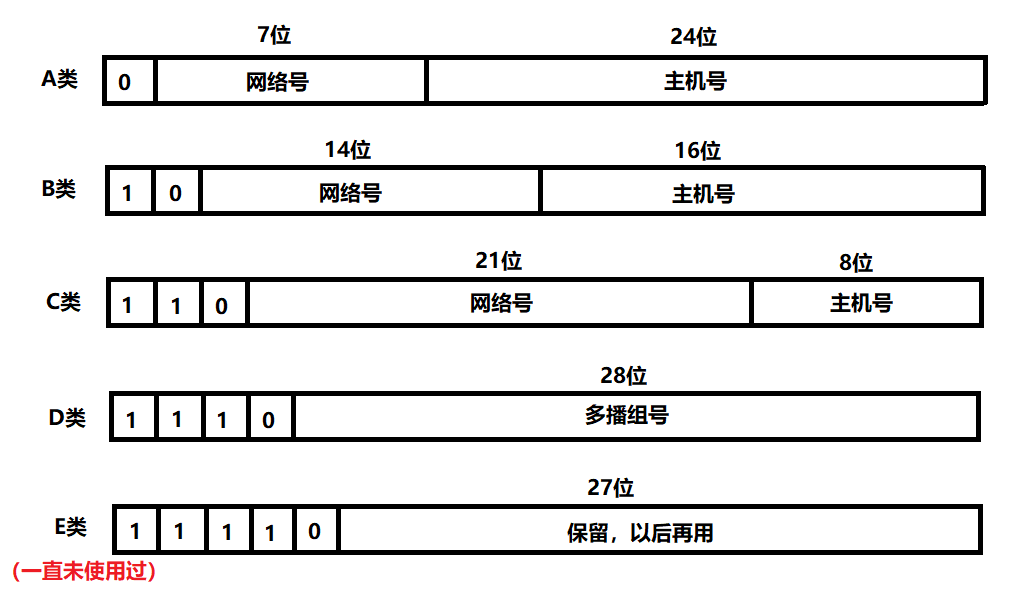 7位 24位
A类 0 网络号 主机号
14位 16位
B类 1 0 网络号 主机号
21位 8位
C类 1 1 0 网络号 主机号
28位
D类 1 1 1 0 多播组号
27位
E类 1 1 1 1 0 保留，以后再用
（一直未使用过）